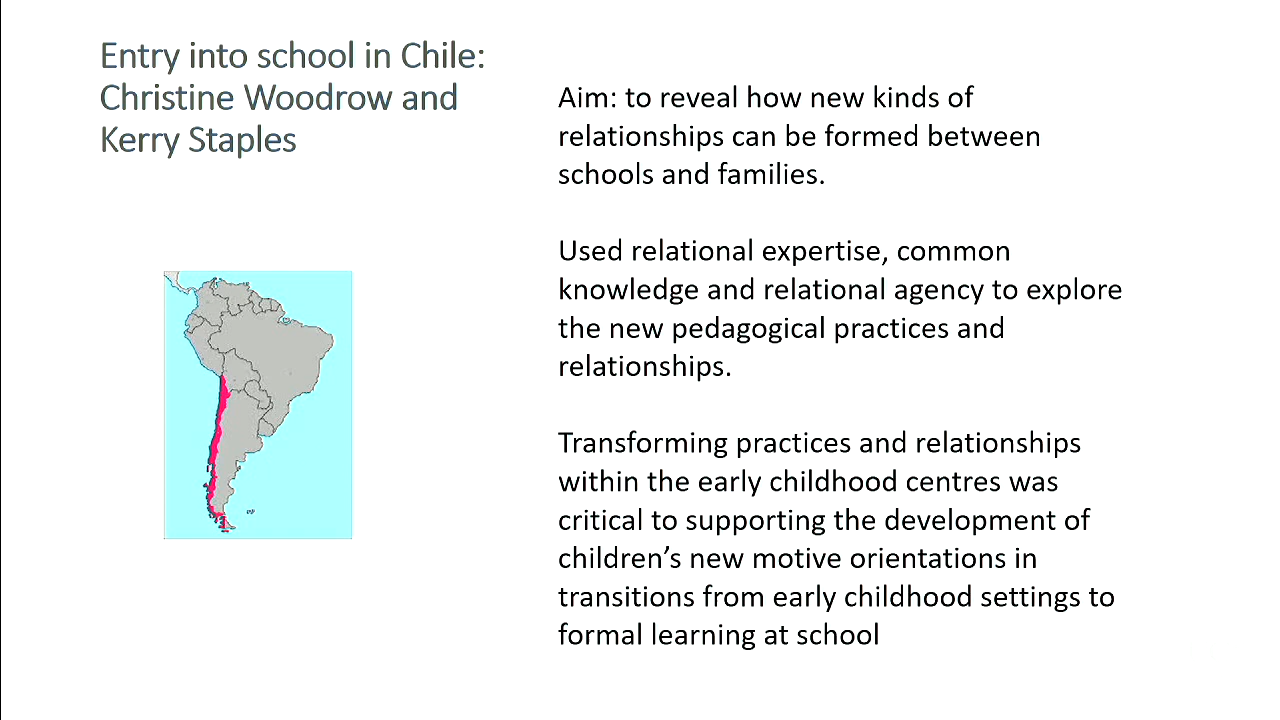 Entry into school in Chile:
Christine Woodrow and
Kerry Staples
Aim: to reveal how new kinds of
relationships can be formed between
schools and families.
Used relational expertise, common
knowledge and relational agency to explore
the new pedagogical practices and
relationships.
Transforming practices and relationships
within the early childhood centres was
critical to supporting the development of
children’s new motive orientations in
transitions from early childhood settings to
formal learning at school